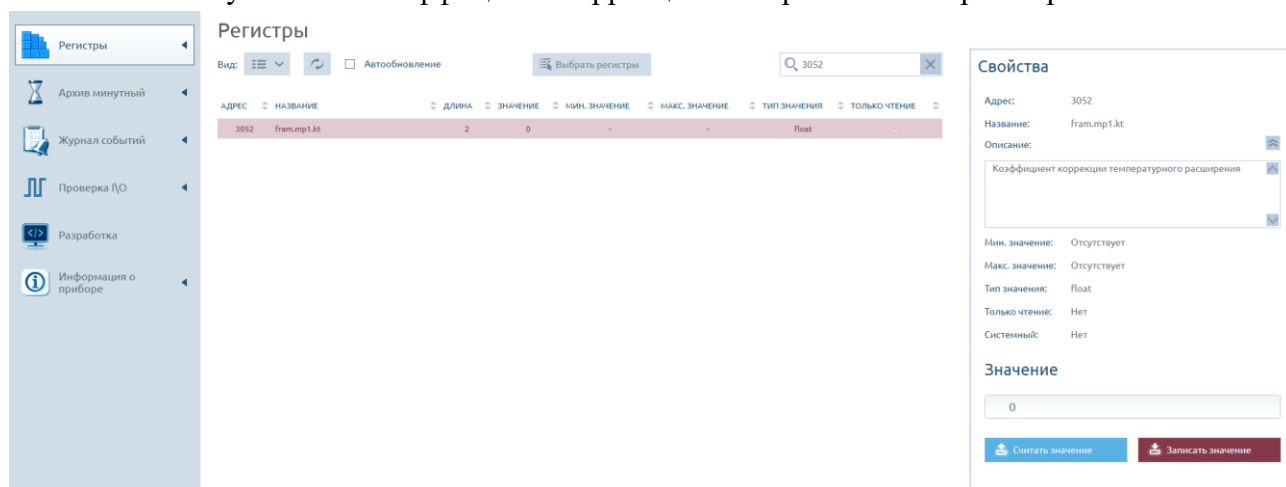 Регистры
Архив минутный
Журнал событий
Проверка I\O
Разработка
Информация о
приборе
Регистры
Вид: Автообновление Выбрать регистры 3052
АДРЕС НАЗВАНИЕ ДЛИНА ЗНАЧЕНИЕ МИН. ЗНАЧЕНИЕ МАКС. ЗНАЧЕНИЕ ТИП ЗНАЧЕНИЯ ТОЛЬКО ЧТЕНИЕ
3052 fram.mp1.kt 2 0 - - float
Свойства
Адрес: 3052
Название: fram.mp1.kt
Описание:
Коэффициент коррекции температурного расширения
Мин. значение: Отсутствует
Макс. значение: Отсутствует
Тип значения: float
Только чтение: Нет
Системный: Нет
Значение
0
Считать значение Записать значение